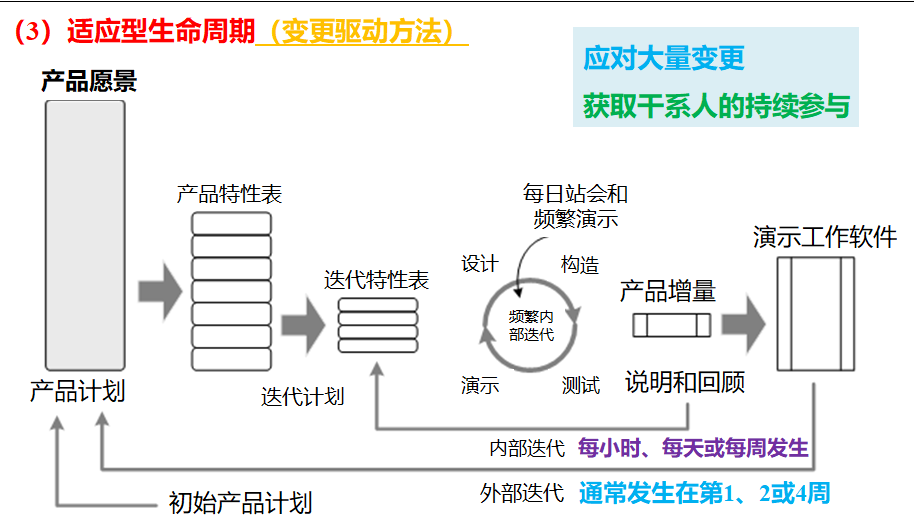 （3）适应型生命周期（变更驱动方法）
应对大量变更
获取干系人的持续参与
产品愿景
产品特性表
迭代特性表
每日站会和
频繁演示
设计
构造
频繁内
部迭代
演示
测试
产品增量
演示工作软件
产品计划
迭代计划
说明和回顾
内部迭代 每小时、每天或每周发生
外部迭代 通常发生在第1、2或4周
初始产品计划